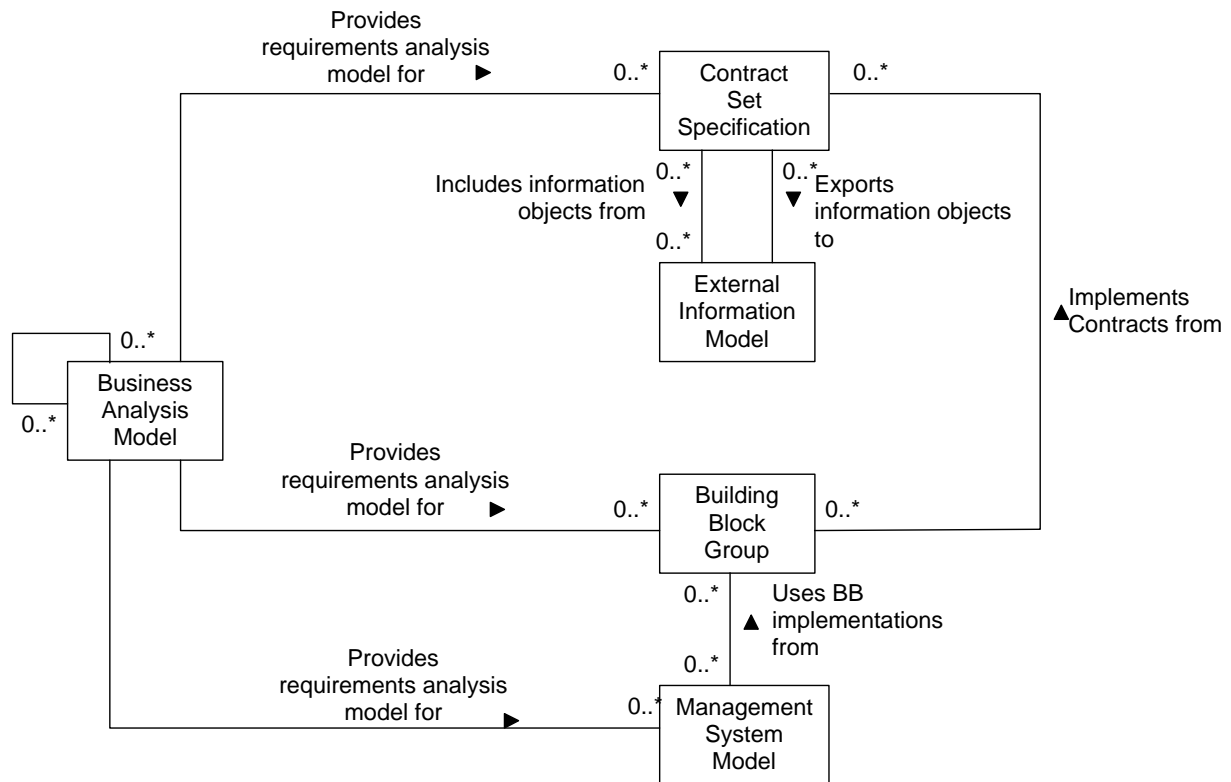 Provides
requirements analysis
model for
0..*
Contract
Set
Specification
0..*
0..*
0..*
Includes information
objects from
Exports
information objects
to
0..*
External
Information
Model
Implements
Contracts from
0..*
0..*
Business
Analysis
Model
Provides
requirements analysis
model for
0..*
Building
Block
Group
0..*
0..*
Uses BB
implementations
from
0..*
Provides
requirements analysis
model for
0..*
Management
System
Model